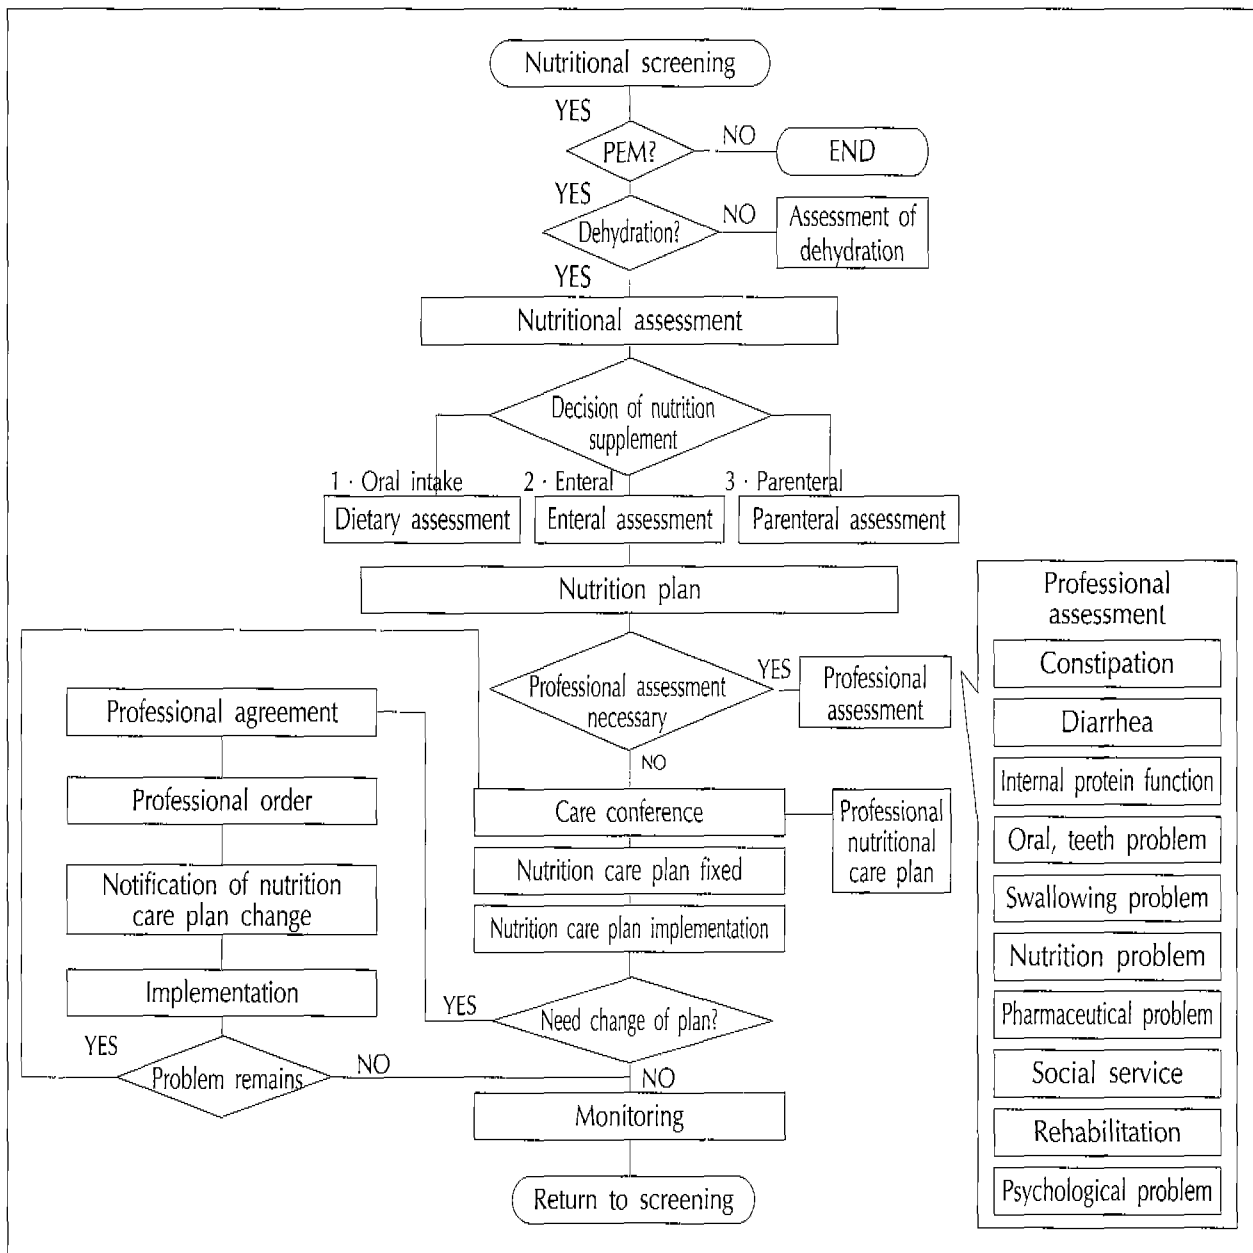 Nutritional screening
YES
PEM?
NO
END
YES
Dehydration?
NO
Assessment of
dehydration
YES
Nutritional assessment
Decision of nutrition
supplement
1 · Oral intake
2 · Enteral
3 · Parenteral
Dietary assessment
Enteral assessment
Parenteral assessment
Nutrition plan
Professional assessment
necessary
YES
Professional
assessment
NO
Care conference
Professional
nutritional
care plan
Nutrition care plan fixed
Nutrition care plan implementation
Need change of plan?
YES
NO
Professional agreement
Professional order
Notification of nutrition
care plan change
Implementation
YES
Problem remains
NO
Monitoring
Return to screening
Professional
assessment
Constipation
Diarrhea
Internal protein function
Oral, teeth problem
Swallowing problem
Nutrition problem
Pharmaceutical problem
Social service
Rehabilitation
Psychological problem